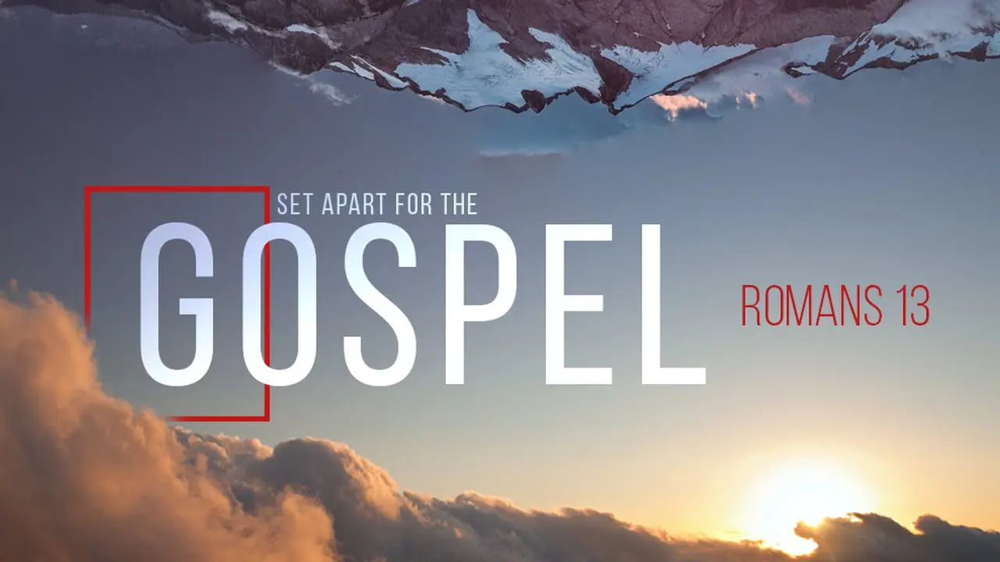 SET APART FOR THE
GOSPEL
ROMANS 13